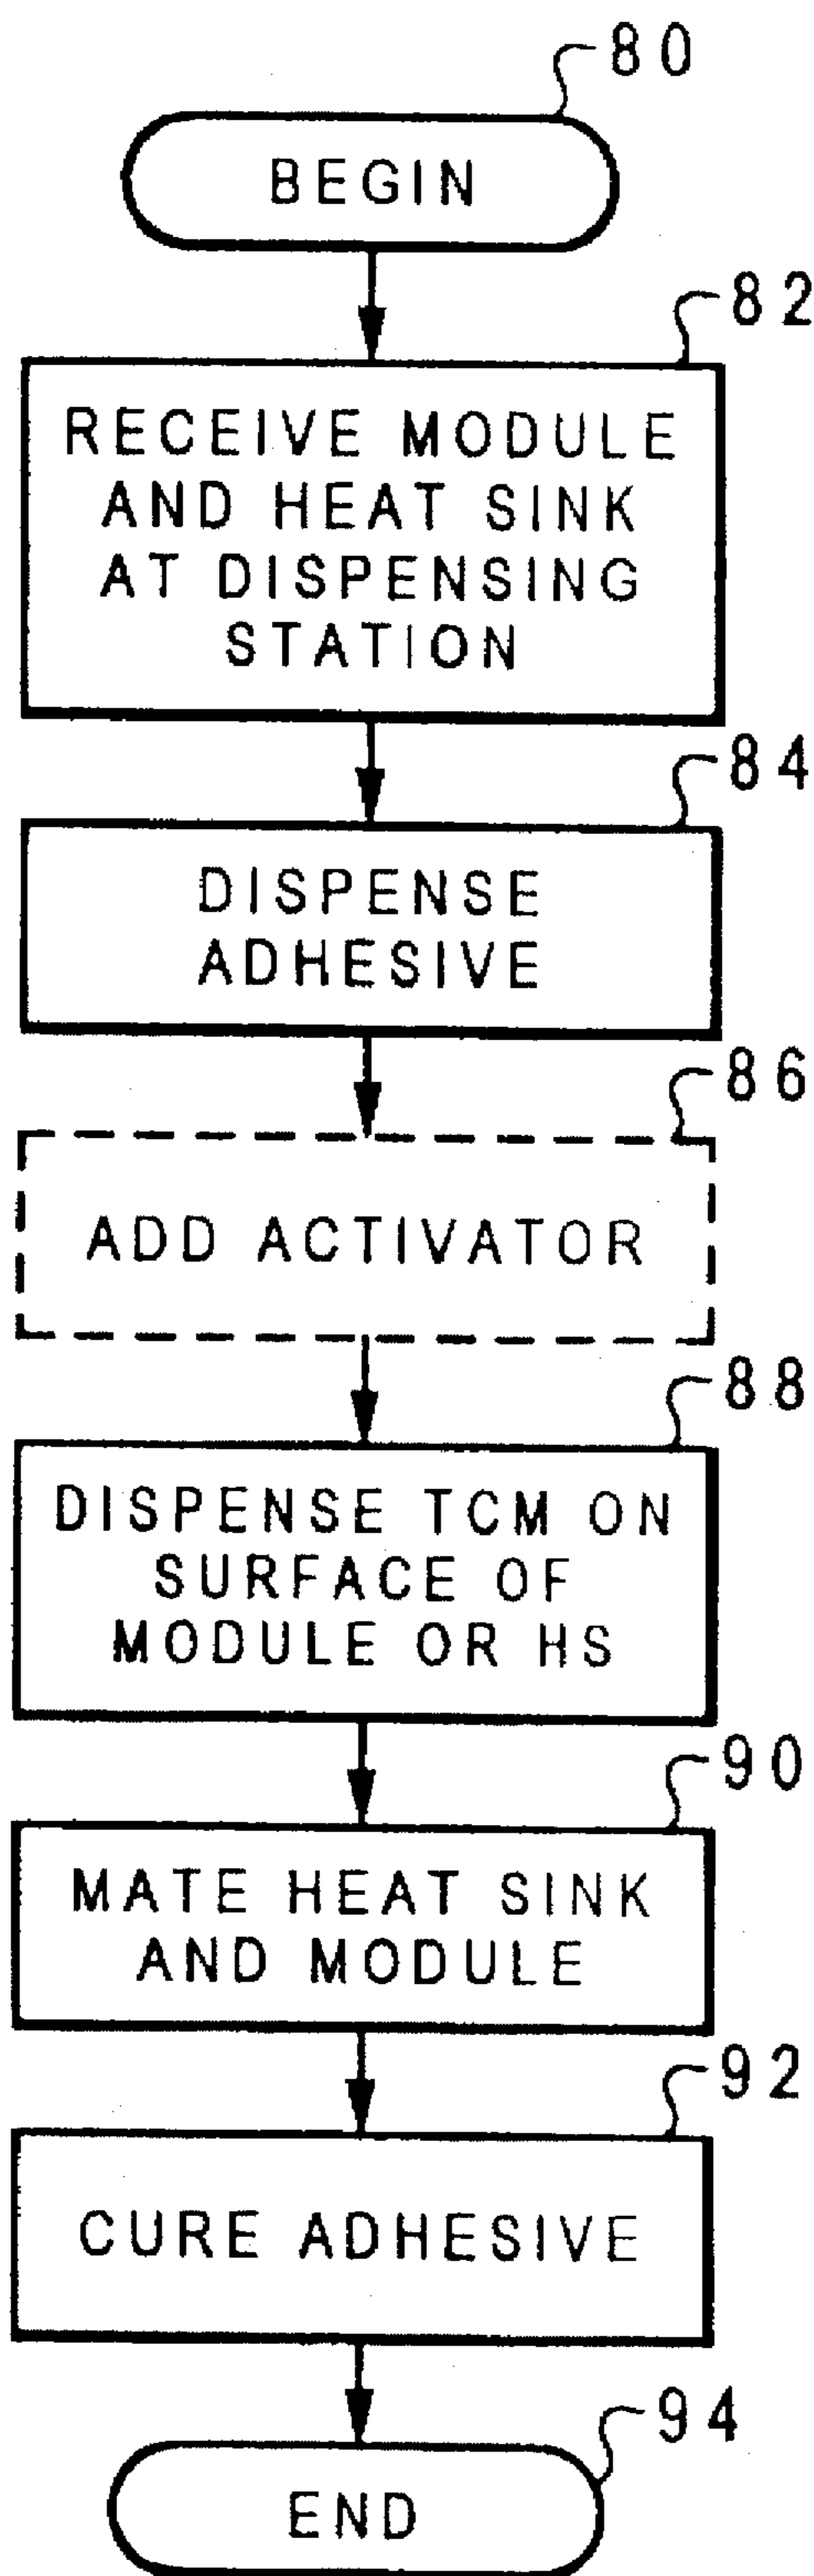 80
BEGIN
82
RECEIVE MODULE
AND HEAT SINK
AT DISPENSING
STATION
84
DISPENSE
ADHESIVE
86
ADD ACTIVATOR
88
DISPENSE TCM ON
SURFACE OF
MODULE OR HS
90
MATE HEAT SINK
AND MODULE
92
CURE ADHESIVE
94
END